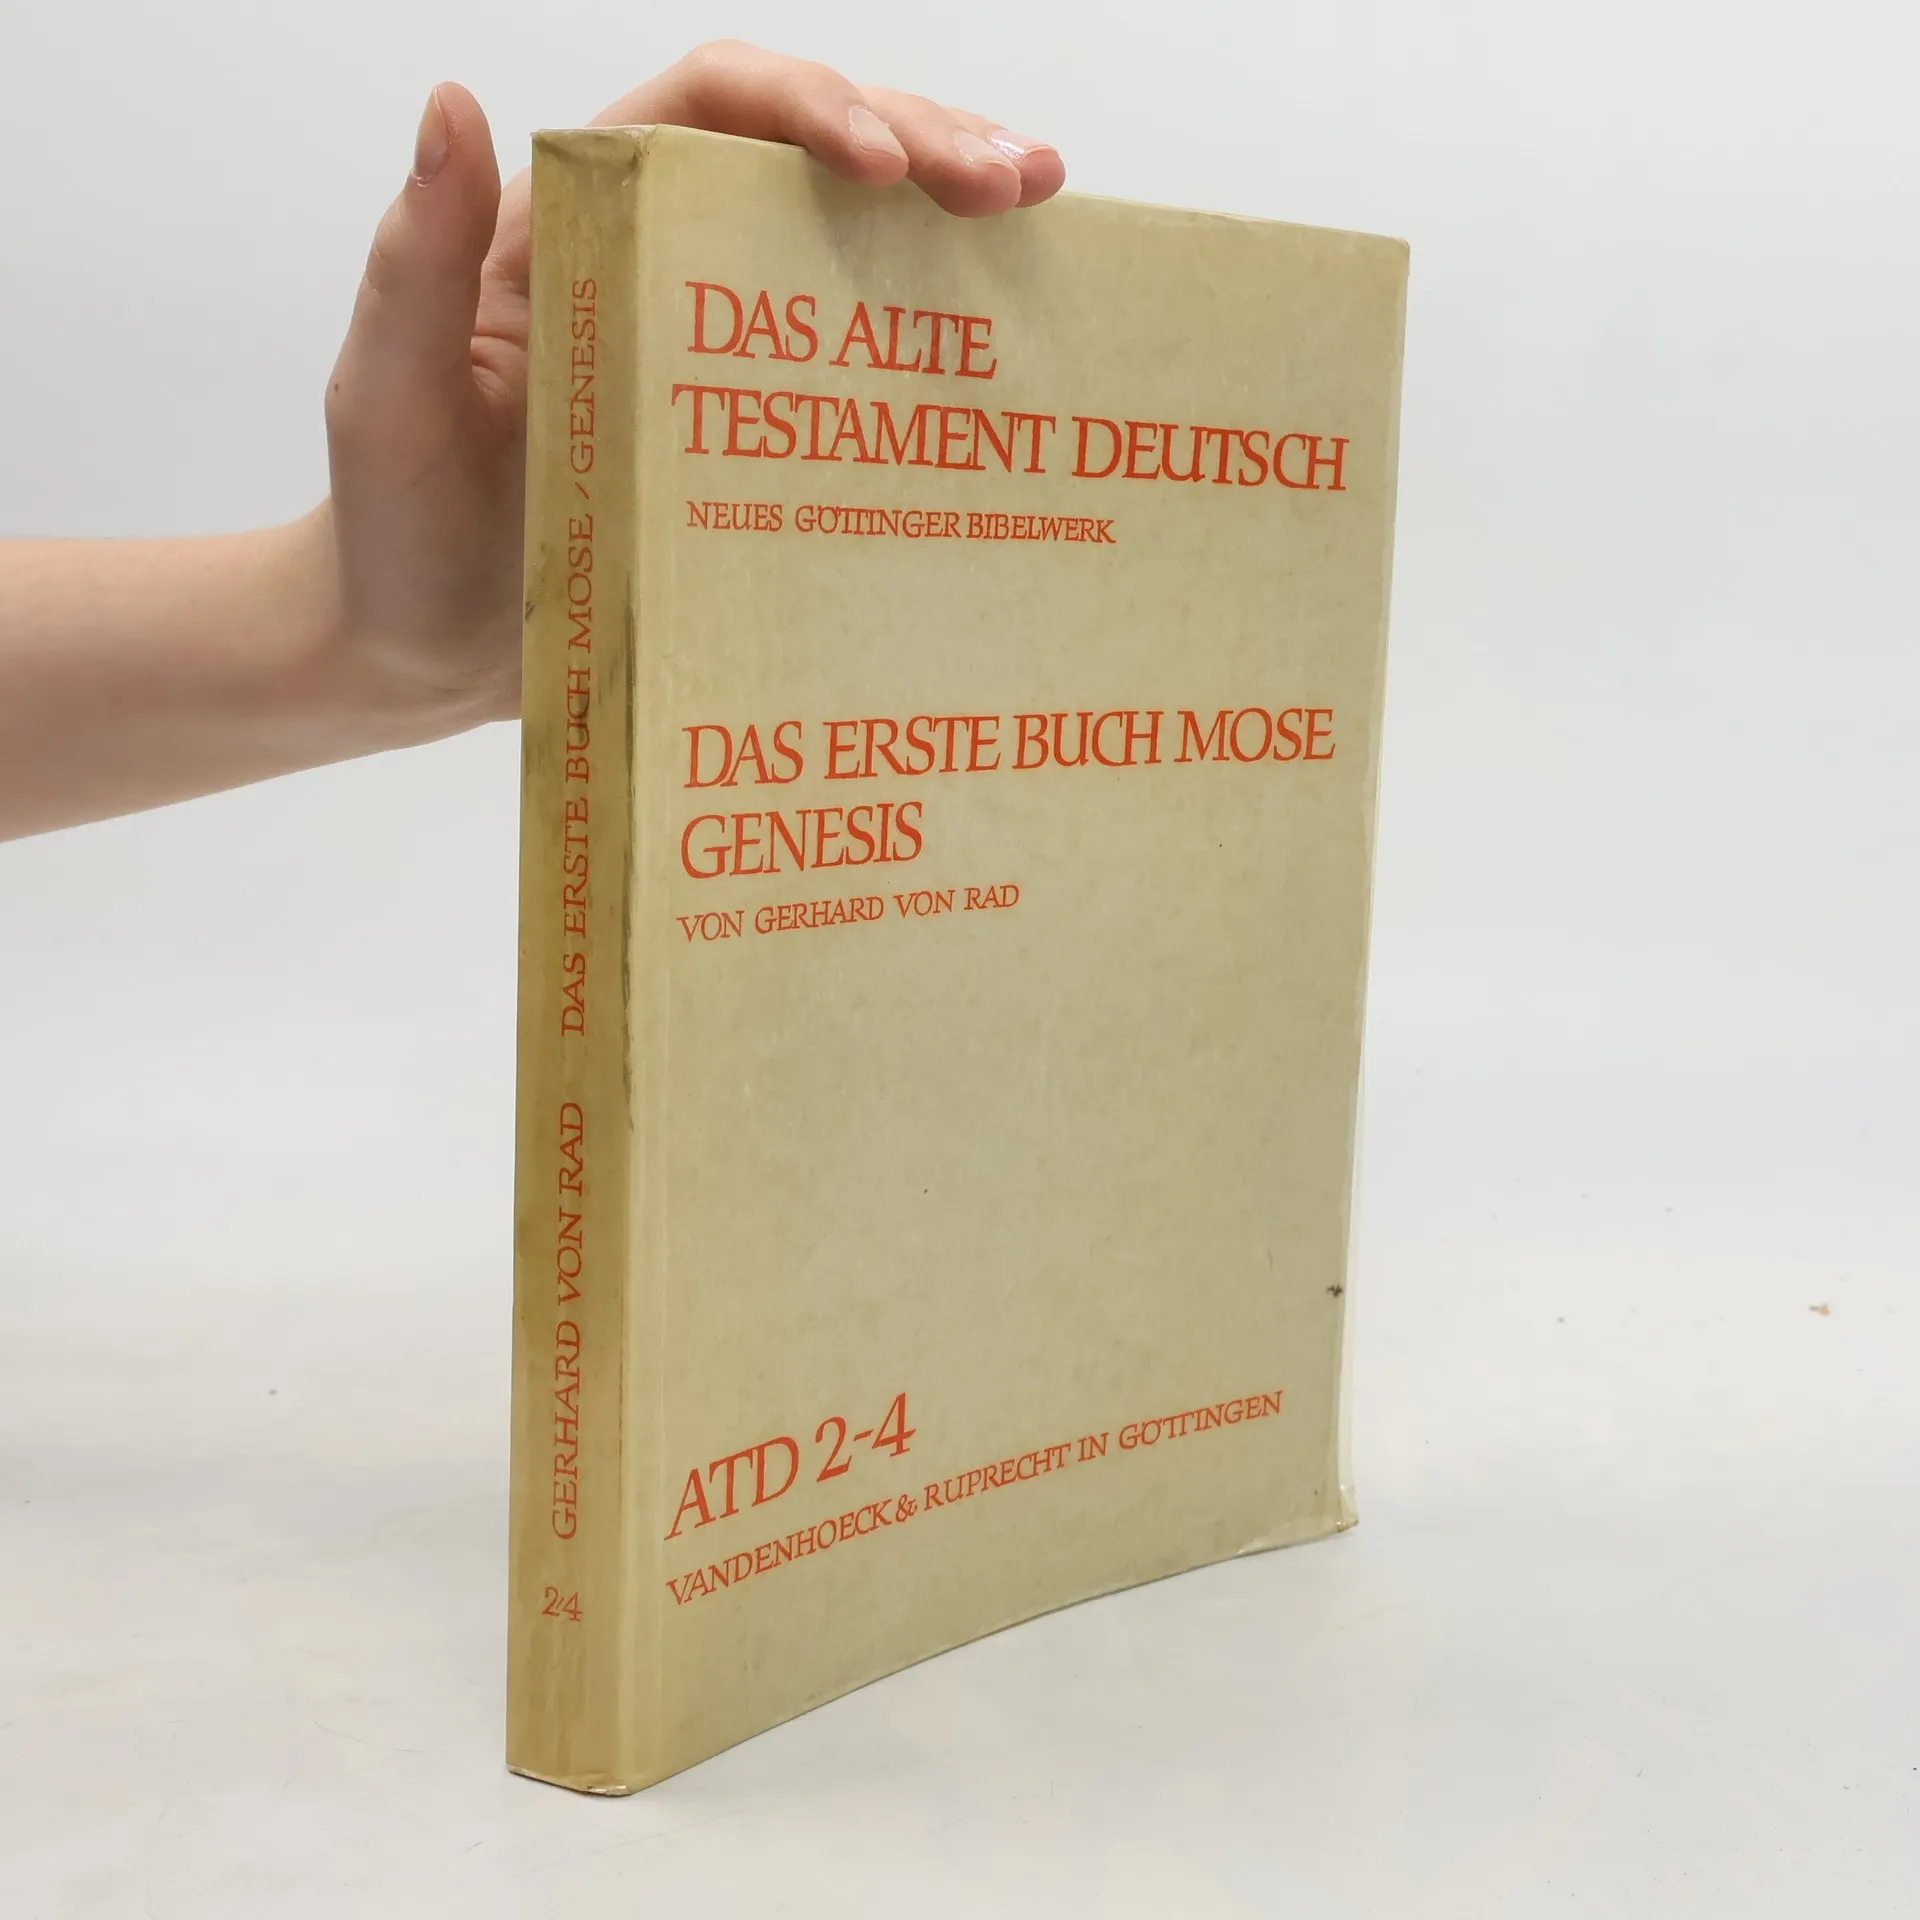 DAS ALTE
TESTAMENT DEUTSCH
NEUES GÖTTINGER BIBELWERK
DAS ERSTE BUCH MOSE
GENESIS
VON GERHARD VON RAD
ATD 2-4
VANDENHOECK & RUPRECHT IN GÖTTINGEN
2/4 GERHARD VON RAD DAS ERSTE BUCH MOSE / GENESIS